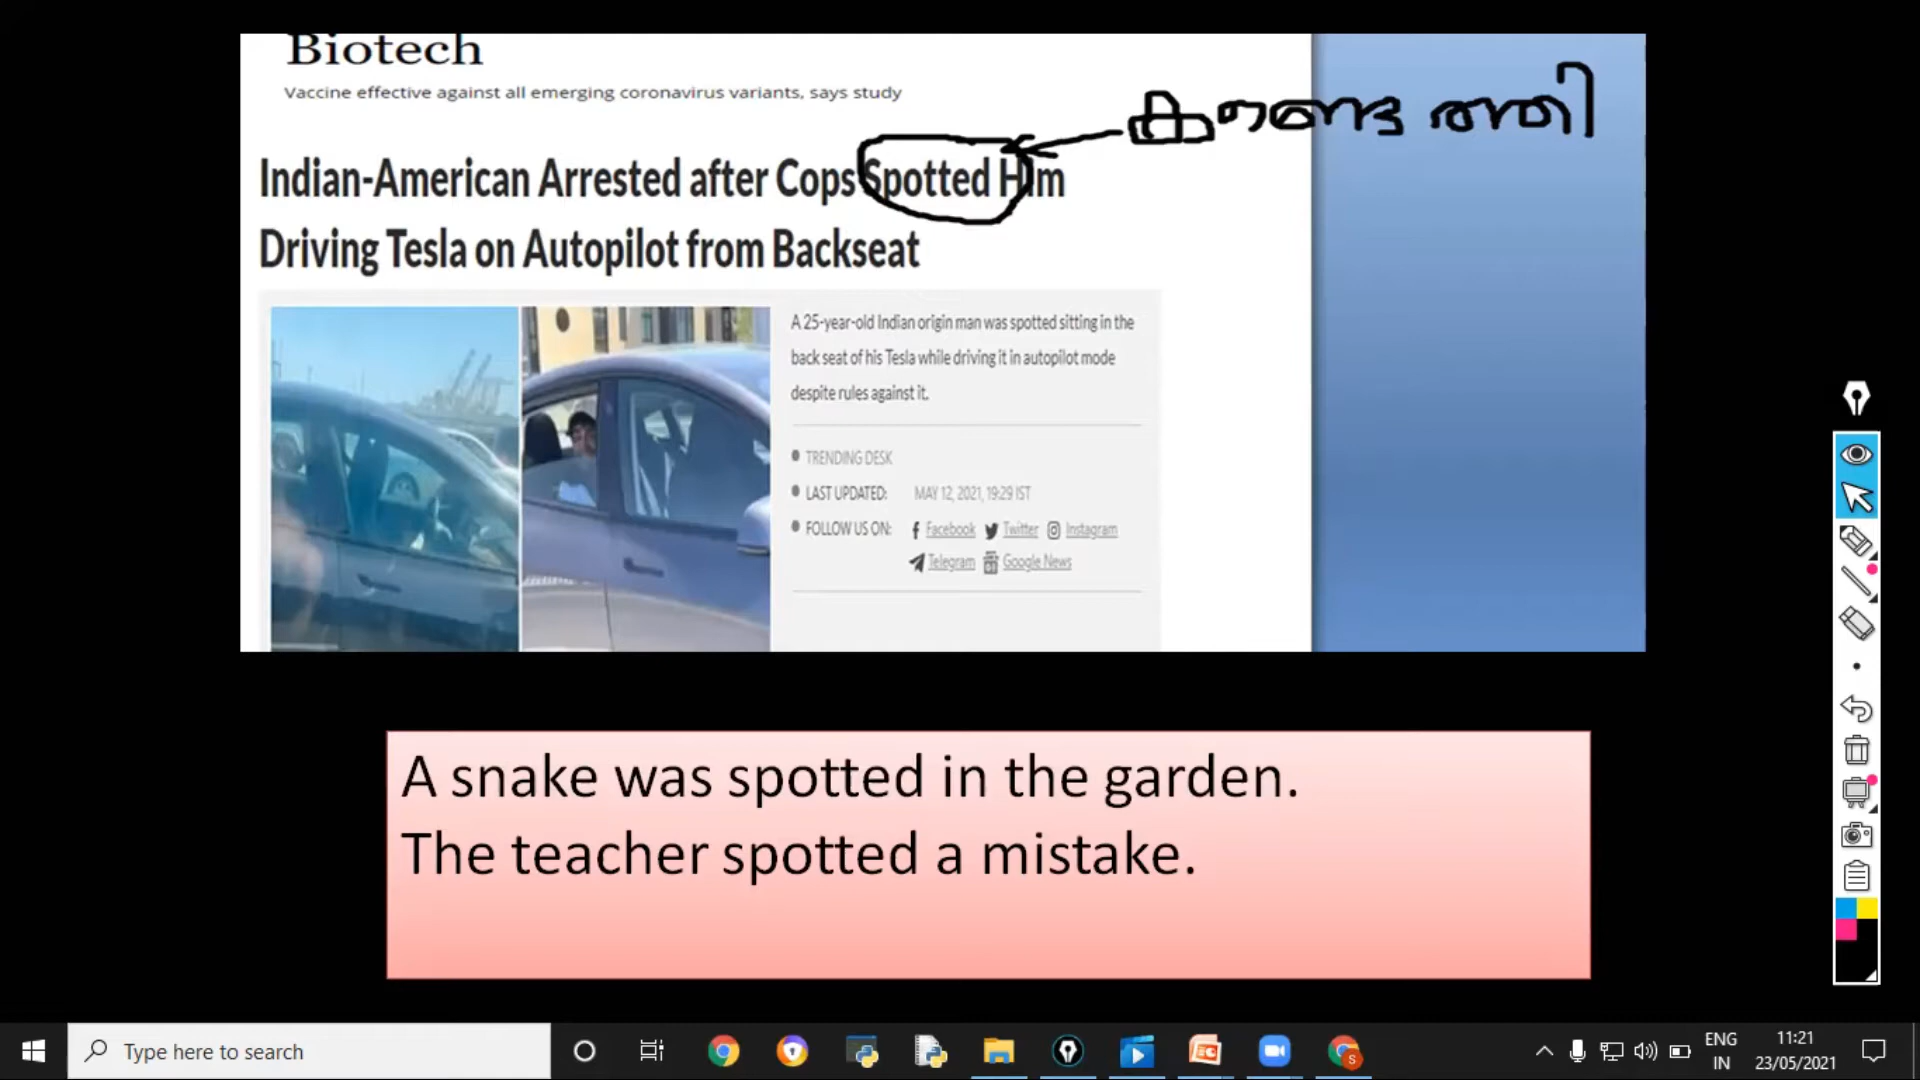 Biotech
Vaccine effective against all emerging coronavirus variants, says study
കണ്ടെത്തി
Indian-American Arrested after Cops Spotted Him
Driving Tesla on Autopilot from Backseat
A 25-year-old Indian origin man was spotted sitting in the
back seat of his Tesla while driving it in autopilot mode
despite rules against it.
TRENDING DESK
LAST UPDATED: MAY 12, 2021, 19:29 IST
FOLLOW US ON: Facebook Twitter Instagram
Telegram Google News
A snake was spotted in the garden.
The teacher spotted a mistake.
Type here to search
ENG
IN
11:21
23/05/2021